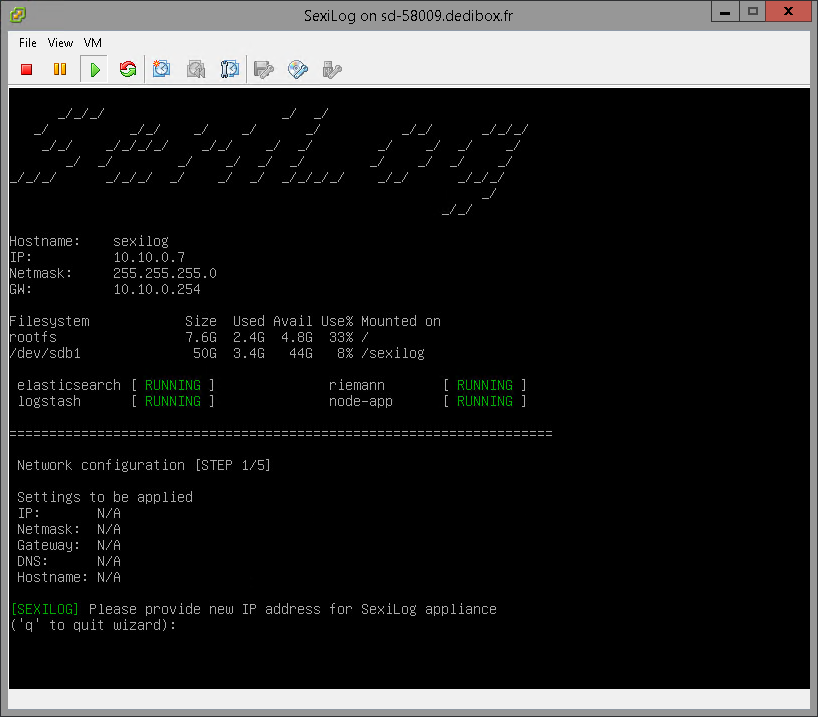 SexiLog on sd-58009.dedibox.fr
File View VM
SexiLog
Hostname: sexilog
IP: 10.10.0.7
Netmask: 255.255.255.0
GW: 10.10.0.254
Filesystem Size Used Avail Use% Mounted on
rootfs 7.6G 2.4G 4.8G 33% /
/dev/sdb1 50G 3.4G 44G 8% /sexilog
elasticsearch [ RUNNING ] riemann [ RUNNING ]
logstash [ RUNNING ] node-app [ RUNNING ]
====================================================================
Network configuration [STEP 1/5]
Settings to be applied
IP: N/A
Netmask: N/A
Gateway: N/A
DNS: N/A
Hostname: N/A
[SEXILOG] Please provide new IP address for SexiLog appliance
('q' to quit wizard):